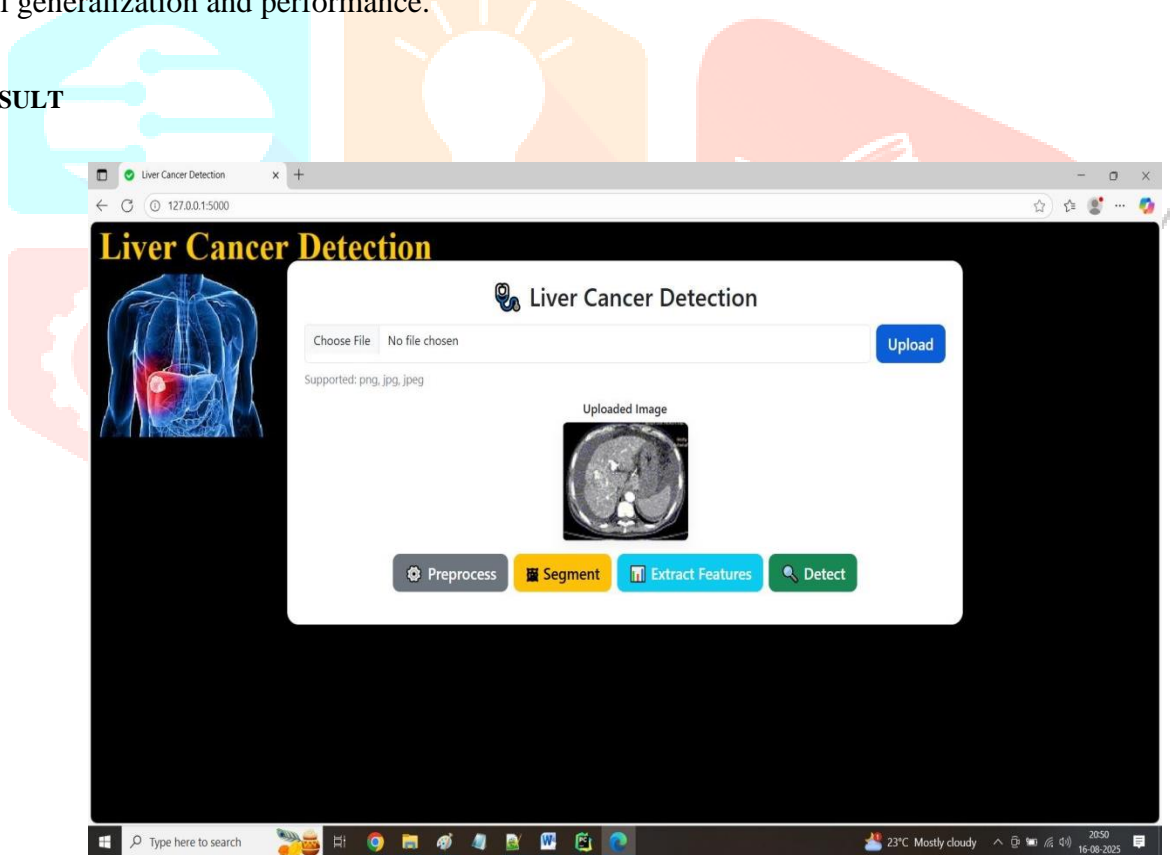 generalization and performance.
SULT
Liver Cancer Detection
127.0.0.1:5000
Liver Cancer Detection
Liver Cancer Detection
Choose File No file chosen
Upload
Supported: png, jpg, jpeg
Uploaded Image
Preprocess
Segment
Extract Features
Detect
Type here to search
23°C Mostly cloudy
20:50
16-08-2025